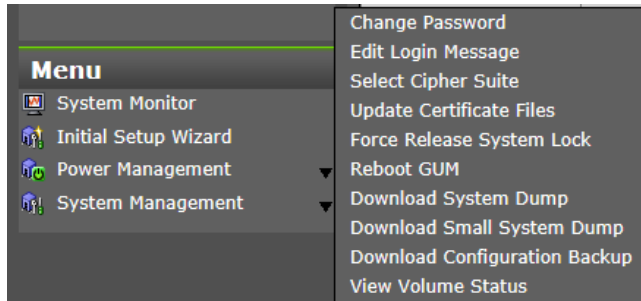 Menu
System Monitor
Initial Setup Wizard
Power Management
System Management
Change Password
Edit Login Message
Select Cipher Suite
Update Certificate Files
Force Release System Lock
Reboot GUM
Download System Dump
Download Small System Dump
Download Configuration Backup
View Volume Status